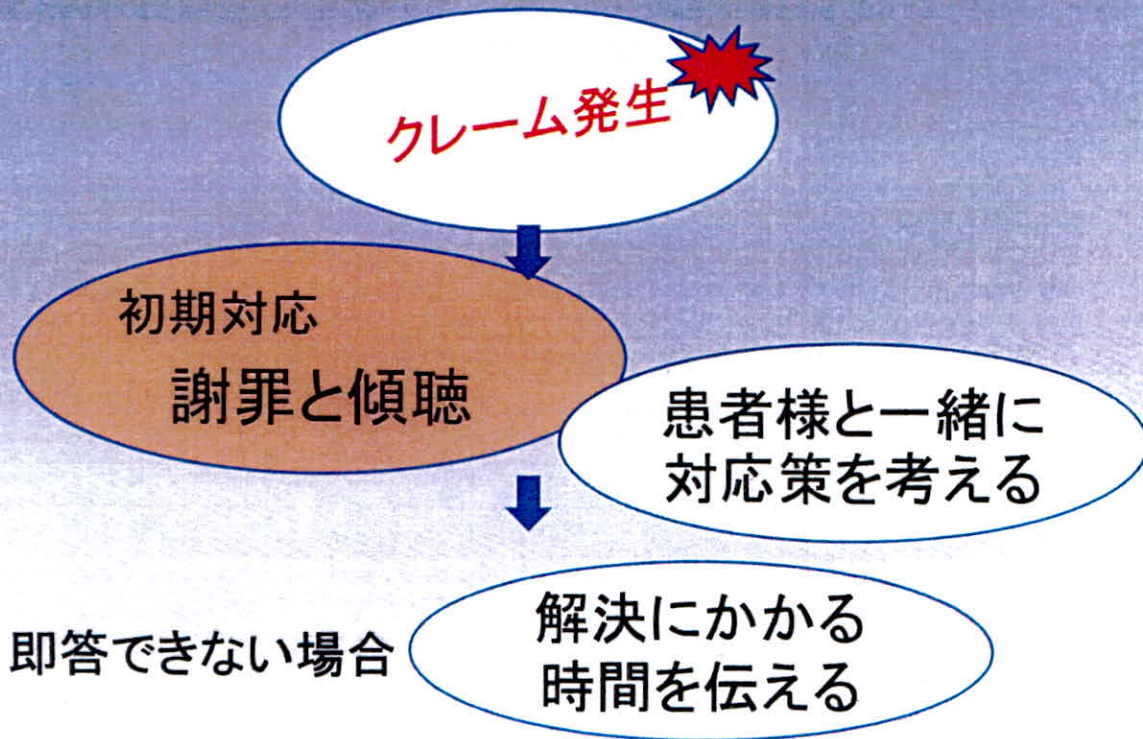 クレーム発生
初期対応
謝罪と傾聴
患者様と一緒に
対応策を考える
即答できない場合
解決にかかる
時間を伝える